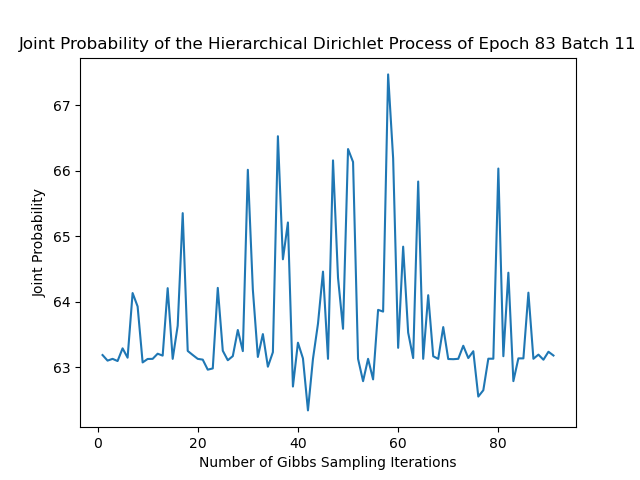 Joint Probability of the Hierarchical Dirichlet Process of Epoch 83 Batch 11
67
66
65
64
63
Joint Probability
0 20 40 60 80
Number of Gibbs Sampling Iterations